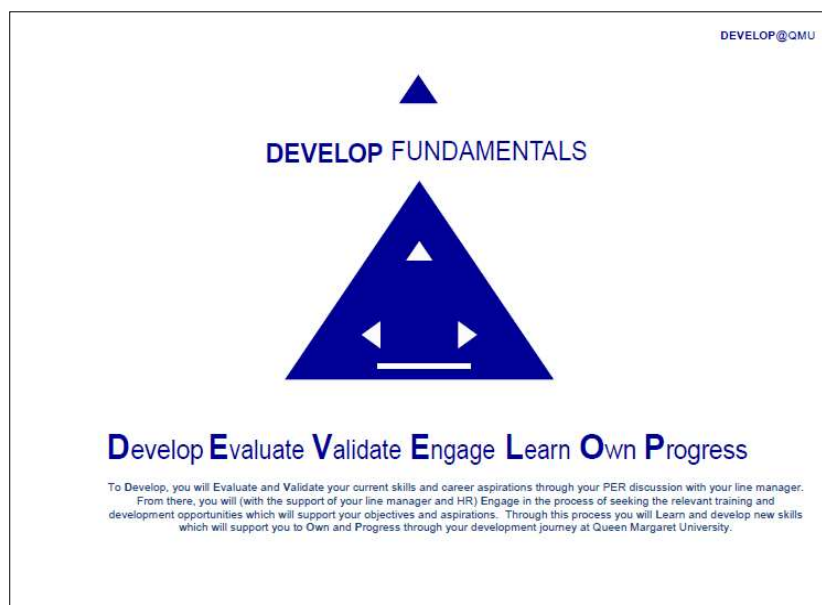 DEVELOP@QMU
DEVELOP FUNDAMENTALS
Develop Evaluate Validate Engage Learn Own Progress
To Develop, you will Evaluate and Validate your current skills and career aspirations through your PER discussion with your line manager.
From there, you will (with the support of your line manager and HR) Engage in the process of seeking the relevant training and
development opportunities which will support your objectives and aspirations. Through this process you will Learn and develop new skills
which will support you to Own and Progress through your development journey at Queen Margaret University.